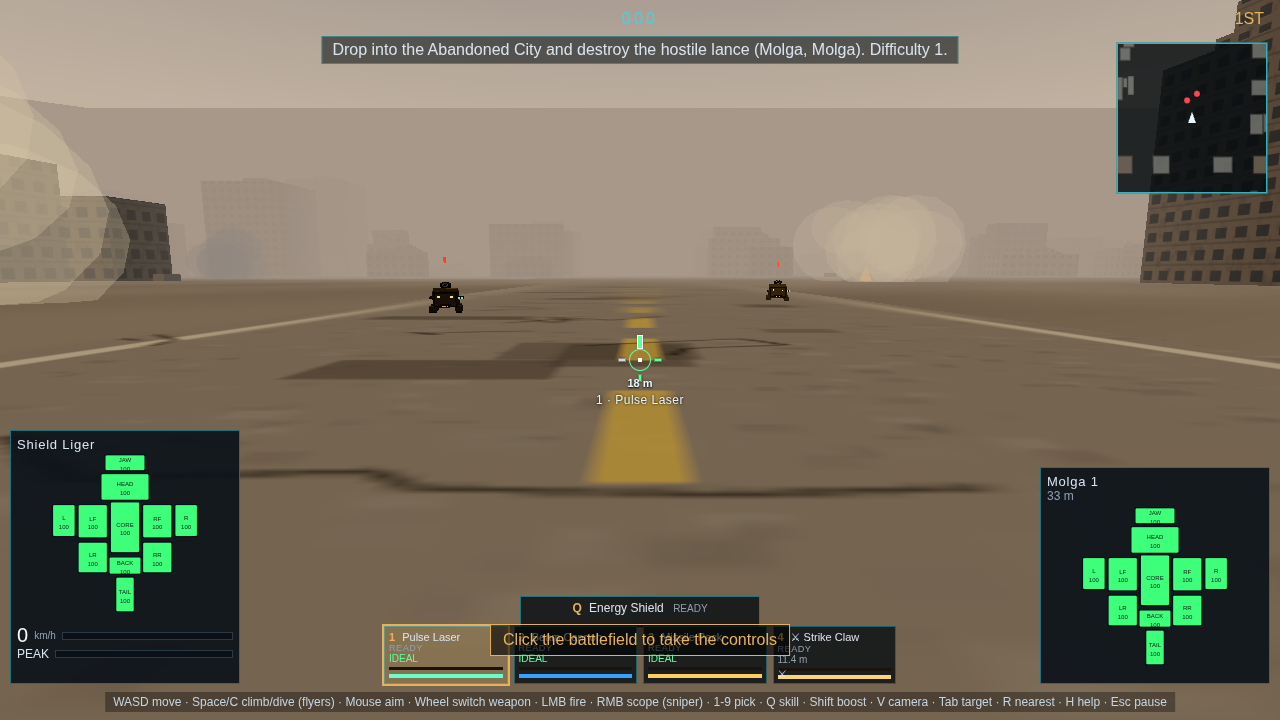 000
1ST
Drop into the Abandoned City and destroy the hostile lance (Molga, Molga). Difficulty 1.
18 m
1 · Pulse Laser
Shield Liger
JAW
100
HEAD
100
L
100
LF
100
CORE
100
RF
100
R
100
LR
100
BACK
100
RR
100
TAIL
100
0 km/h
PEAK
Molga 1
33 m
JAW
100
HEAD
100
L
100
LF
100
CORE
100
RF
100
R
100
LR
100
BACK
100
RR
100
TAIL
100
Q Energy Shield READY
Click the battlefield to take the controls
1 Pulse Laser
READY
IDEAL
READY
IDEAL
READY
IDEAL
4 ⚔ Strike Claw
READY
11.4 m
WASD move · Space/C climb/dive (flyers) · Mouse aim · Wheel switch weapon · LMB fire · RMB scope (sniper) · 1-9 pick · Q skill · Shift boost · V camera · Tab target · R nearest · H help · Esc pause